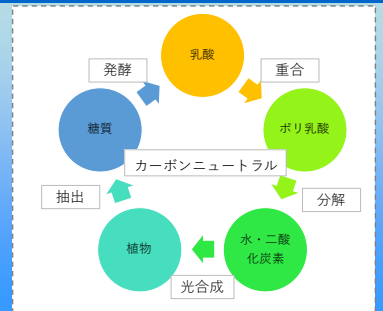 乳酸
発酵
重合
糖質
ポリ乳酸
カーボンニュートラル
抽出
分解
植物
水・二酸
化炭素
光合成